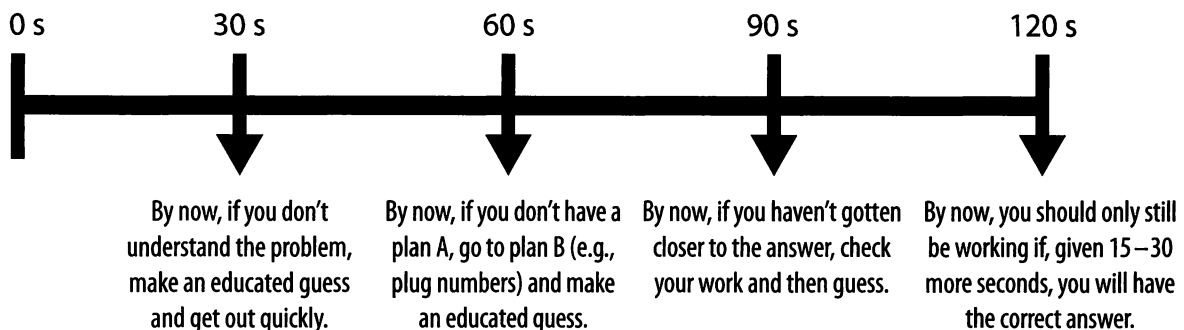 0 s 30 s 60 s 90 s 120 s
By now, if you don't
understand the problem,
make an educated guess
and get out quickly.
By now, if you don't have a
plan A, go to plan B (e.g.,
plug numbers) and make
an educated guess.
By now, if you haven't gotten
closer to the answer, check
your work and then guess.
By now, you should only still
be working if, given 15–30
more seconds, you will have
the correct answer.